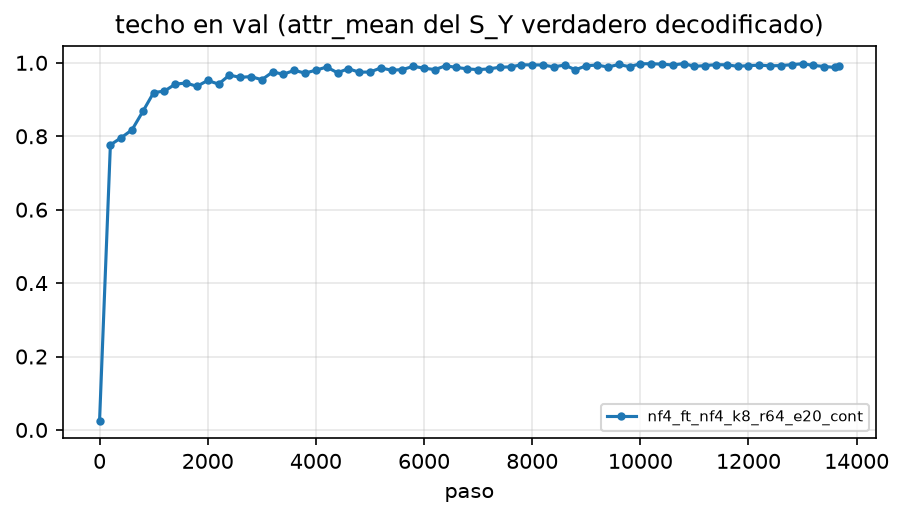 techo en val (attr_mean del S_Y verdadero decodificado)
1.0
0.8
0.6
0.4
0.2
0.0
nf4_ft_nf4_k8_r64_e20_cont
0 2000 4000 6000 8000 10000 12000 14000
paso